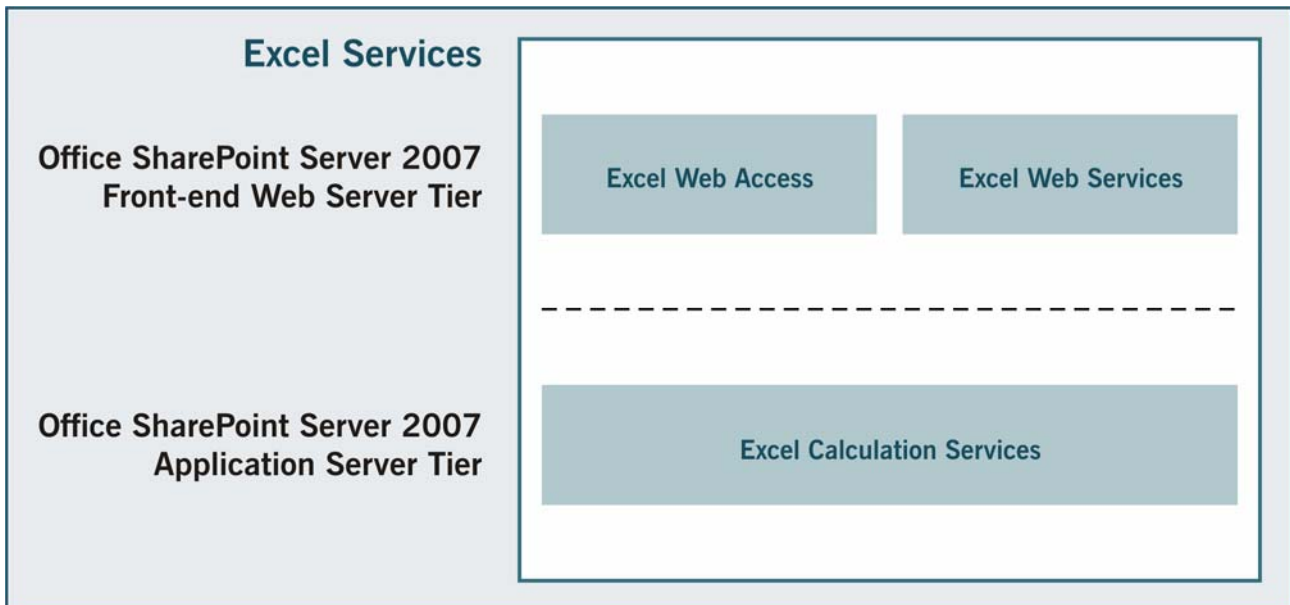 Excel Services
Office SharePoint Server 2007
Front-end Web Server Tier
Excel Web Access
Excel Web Services
Office SharePoint Server 2007
Application Server Tier
Excel Calculation Services